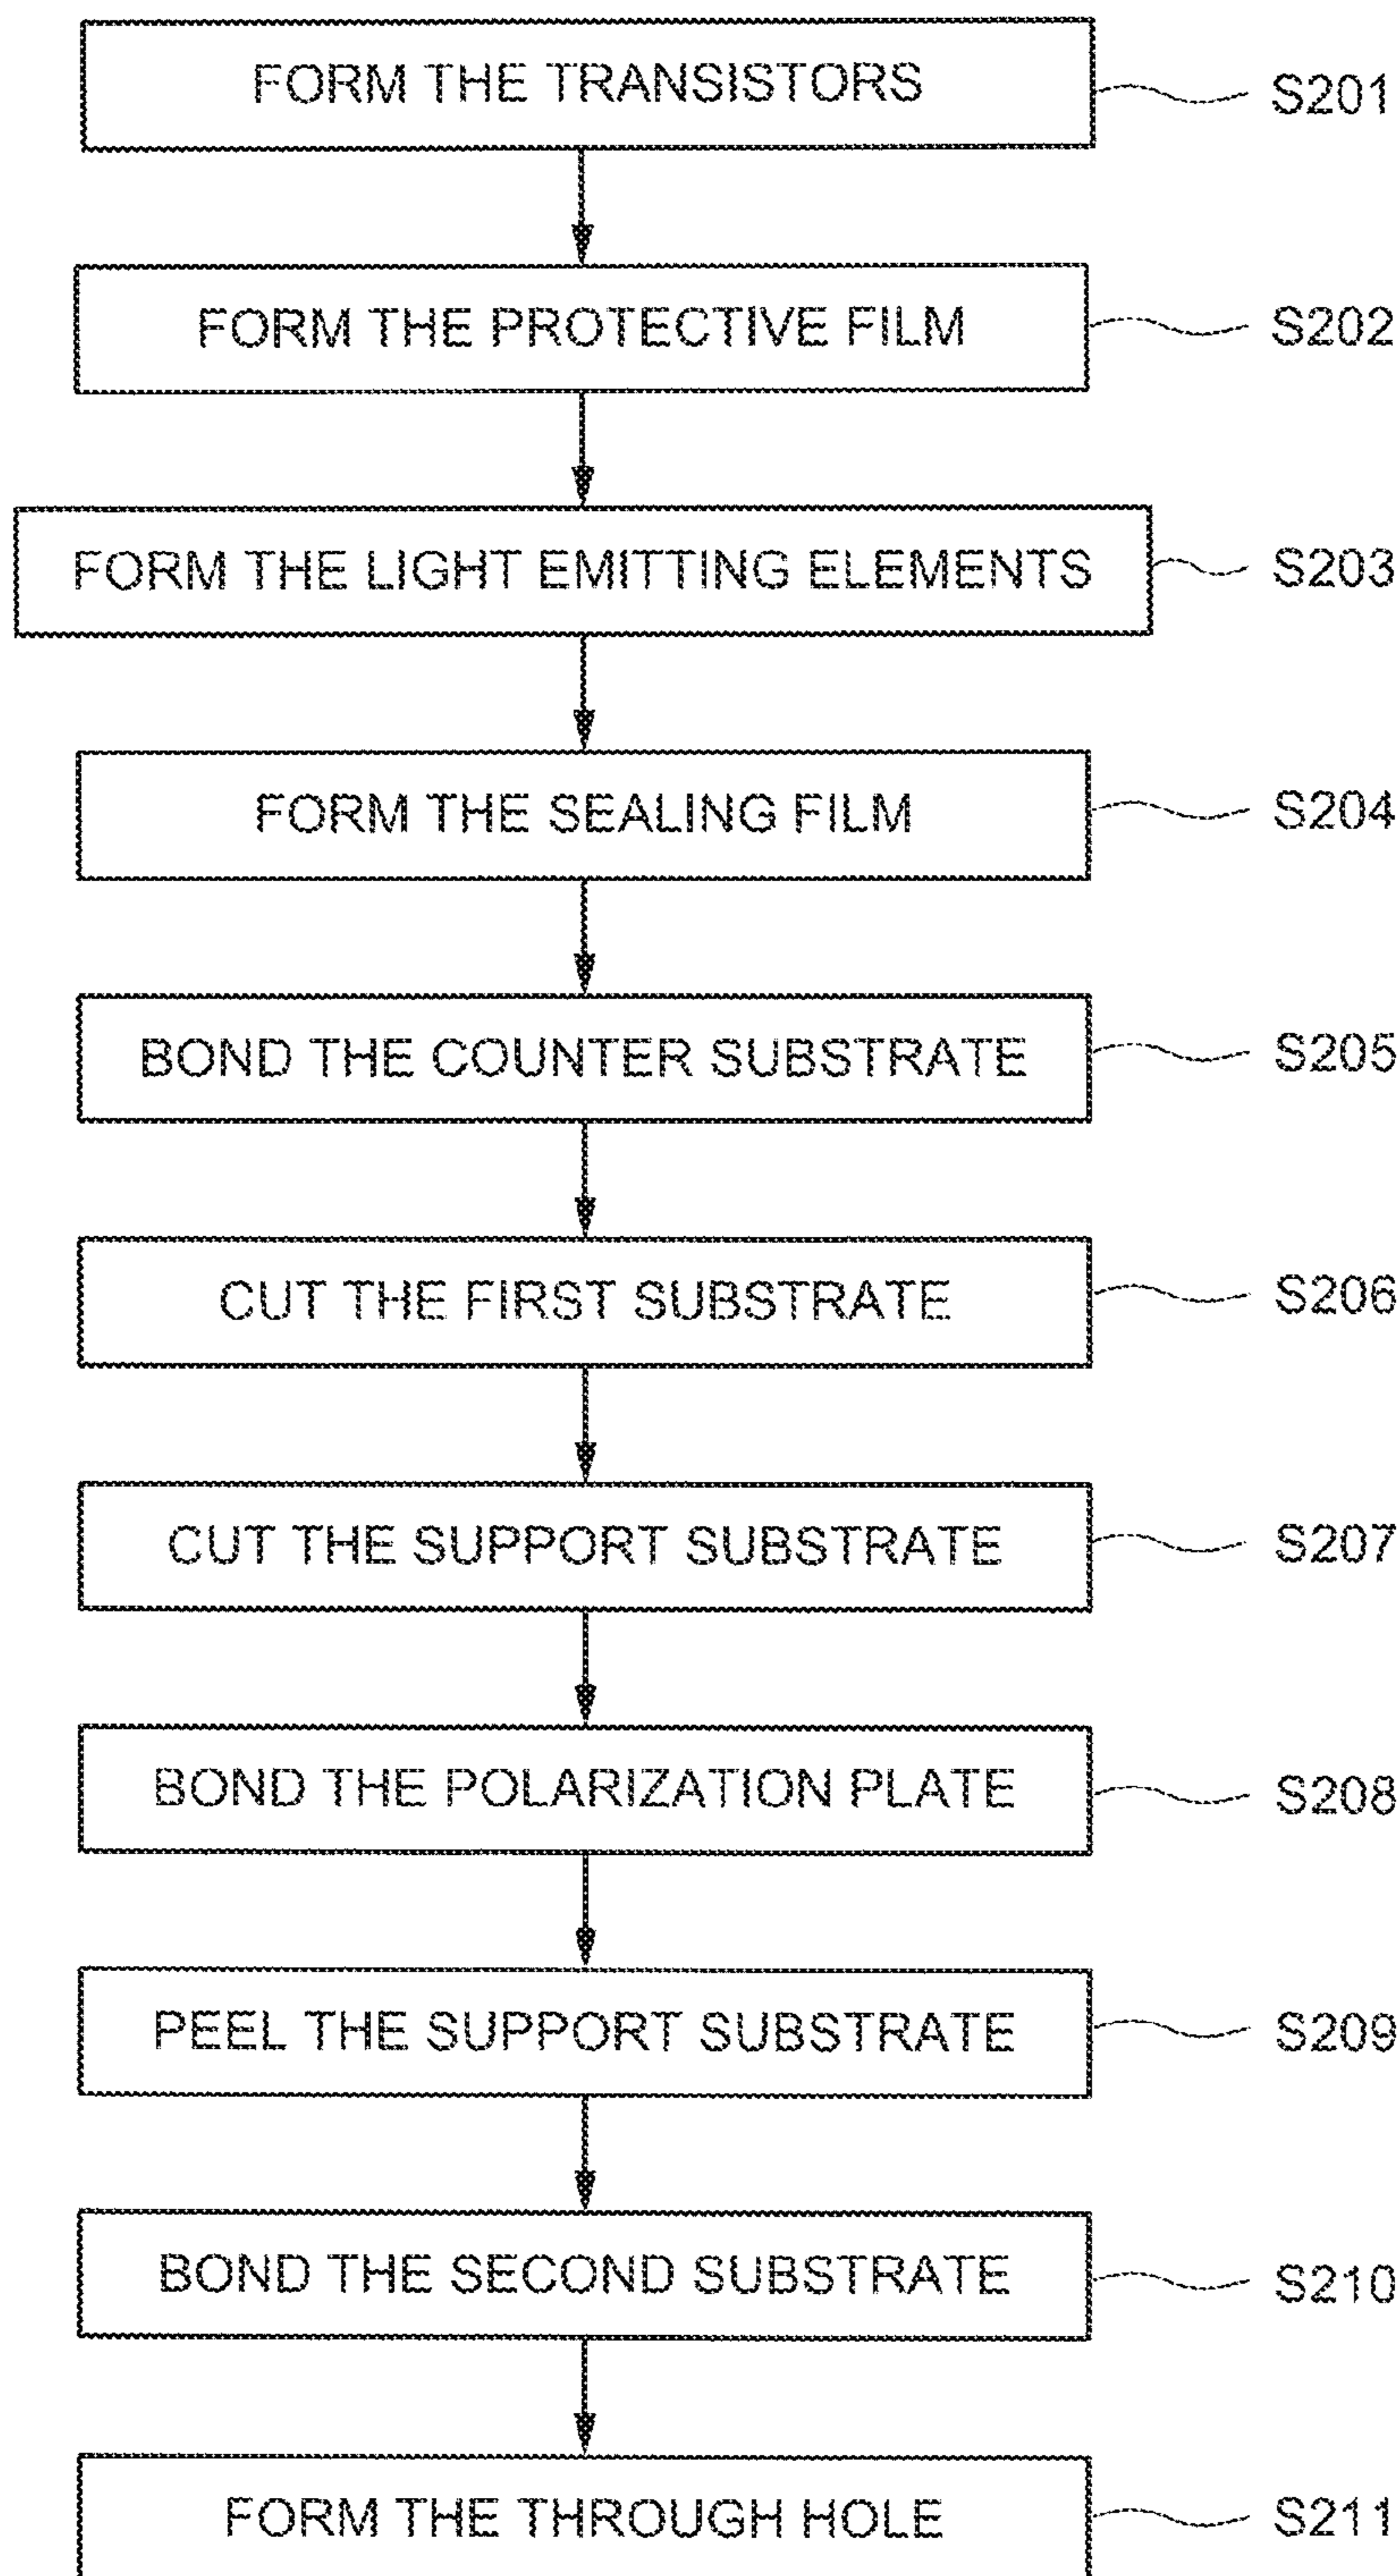 FORM THE TRANSISTORS S201
FORM THE PROTECTIVE FILM S202
FORM THE LIGHT EMITTING ELEMENTS S203
FORM THE SEALING FILM S204
BOND THE COUNTER SUBSTRATE S205
CUT THE FIRST SUBSTRATE S206
CUT THE SUPPORT SUBSTRATE S207
BOND THE POLARIZATION PLATE S208
PEEL THE SUPPORT SUBSTRATE S209
BOND THE SECOND SUBSTRATE S210
FORM THE THROUGH HOLE S211